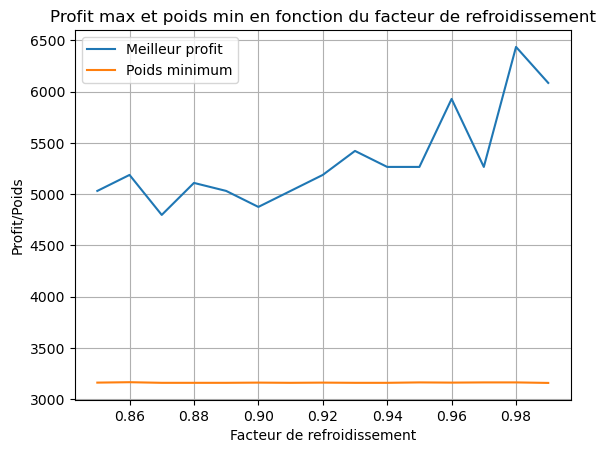 Profit max et poids min en fonction du facteur de refroidissement
Meilleur profit
Poids minimum
6500
6000
5500
5000
4500
4000
3500
3000
Profit/Poids
0.86 0.88 0.90 0.92 0.94 0.96 0.98
Facteur de refroidissement